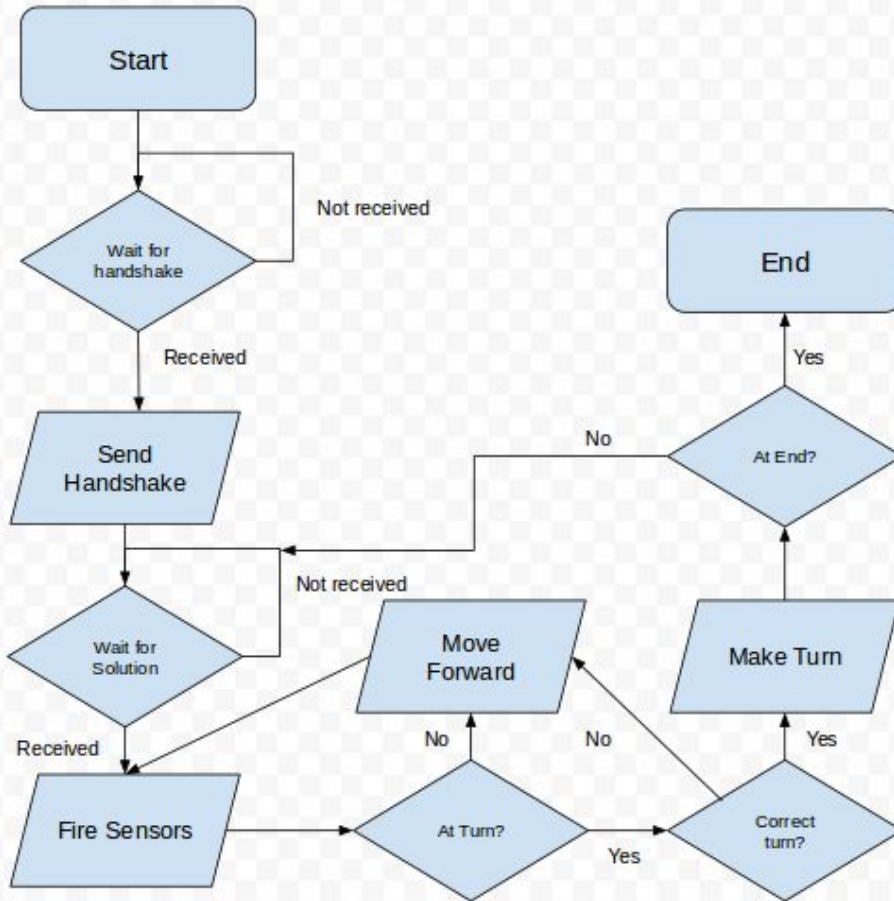 Start
Not received
Wait for
handshake
Received
Send
Handshake
Not received
Wait for
Solution
Received
Fire Sensors
Move
Forward
No
At Turn?
Yes
No
Correct
turn?
Yes
Make Turn
At End?
No
Yes
End